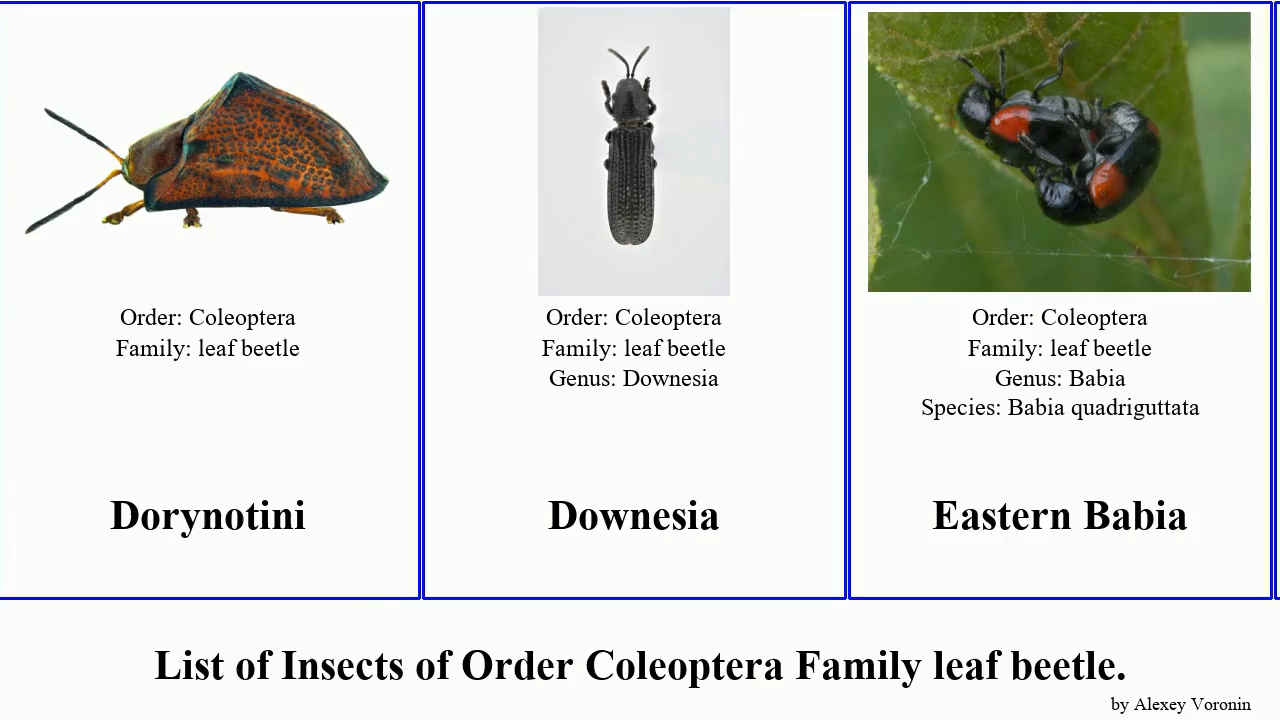 Order: Coleoptera
Family: leaf beetle
Dorynotini
Order: Coleoptera
Family: leaf beetle
Genus: Downesia
Downesia
Order: Coleoptera
Family: leaf beetle
Genus: Babia
Species: Babia quadriguttata
Eastern Babia
List of Insects of Order Coleoptera Family leaf beetle.
by Alexey Voronin